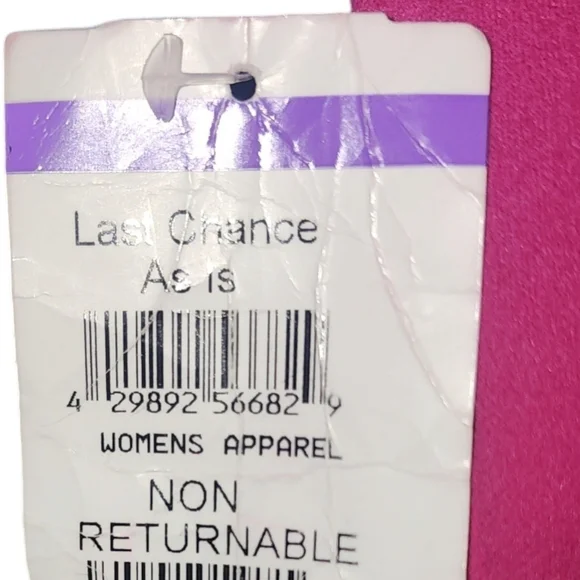 Last Chance
As is
4 29892 56682 9
WOMENS APPAREL
NON
RETURNABLE